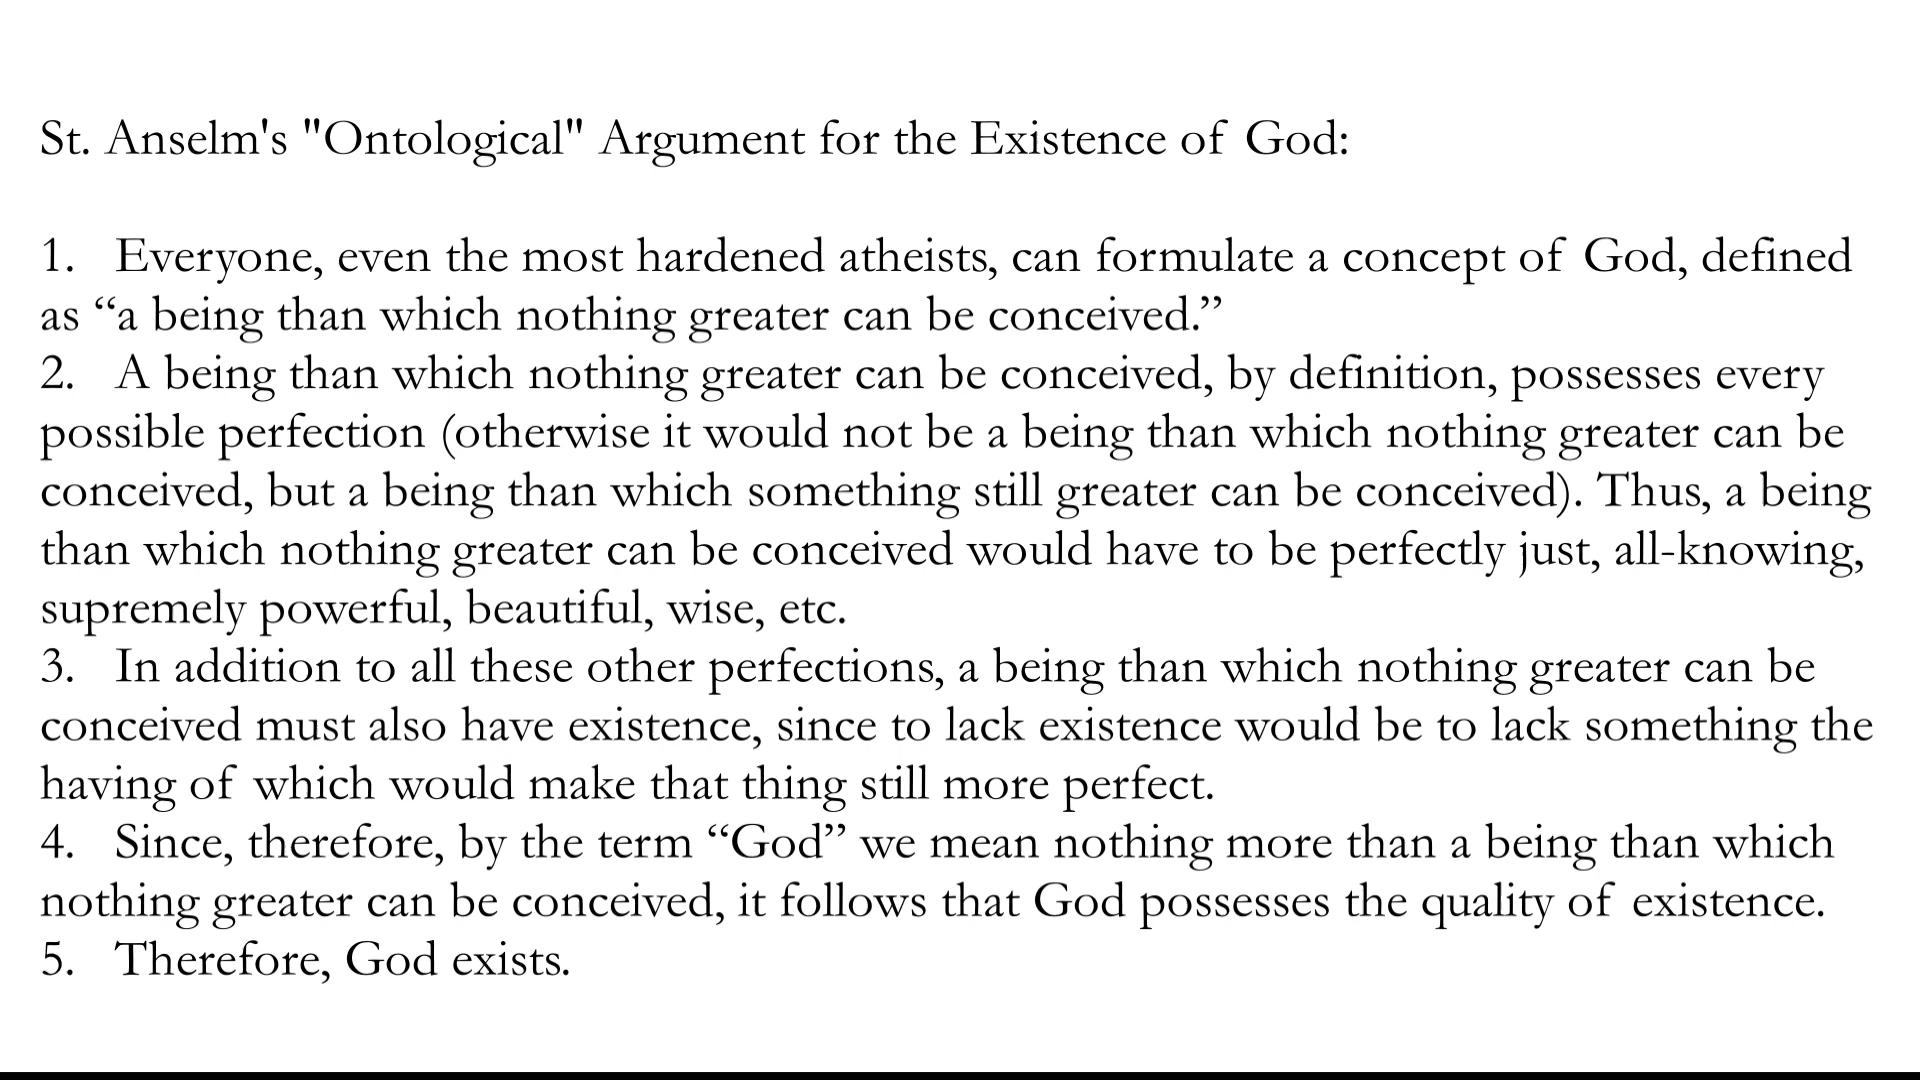 St. Anselm's "Ontological" Argument for the Existence of God:
1. Everyone, even the most hardened atheists, can formulate a concept of God, defined
as “a being than which nothing greater can be conceived.”
2. A being than which nothing greater can be conceived, by definition, possesses every
possible perfection (otherwise it would not be a being than which nothing greater can be
conceived, but a being than which something still greater can be conceived). Thus, a being
than which nothing greater can be conceived would have to be perfectly just, all-knowing,
supremely powerful, beautiful, wise, etc.
3. In addition to all these other perfections, a being than which nothing greater can be
conceived must also have existence, since to lack existence would be to lack something the
having of which would make that thing still more perfect.
4. Since, therefore, by the term “God” we mean nothing more than a being than which
nothing greater can be conceived, it follows that God possesses the quality of existence.
5. Therefore, God exists.